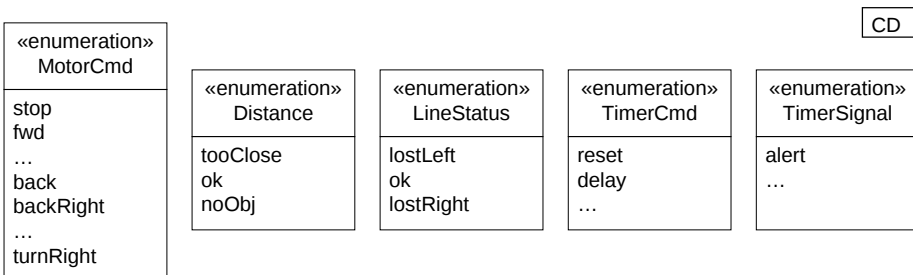 CD
«enumeration»
MotorCmd
stop
fwd
…
back
backRight
…
turnRight
«enumeration»
Distance
tooClose
ok
noObj
«enumeration»
LineStatus
lostLeft
ok
lostRight
«enumeration»
TimerCmd
reset
delay
…
«enumeration»
TimerSignal
alert
…